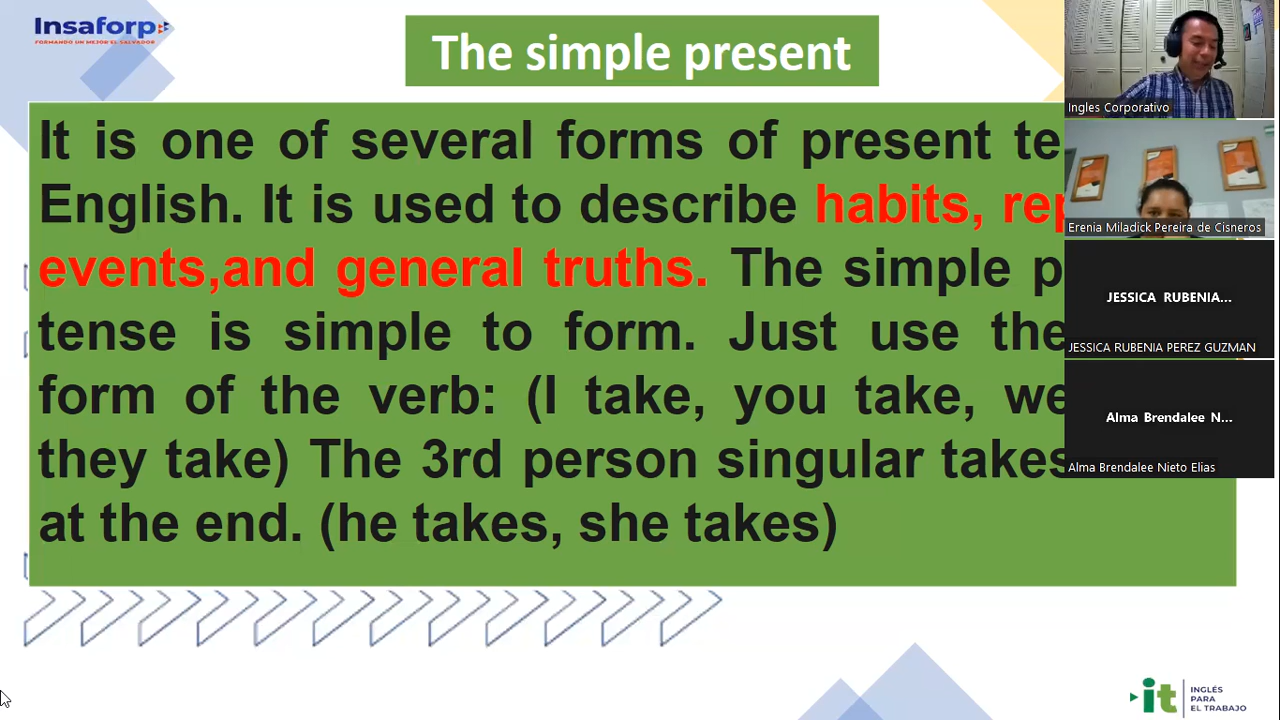 Insaforp
FORMANDO UN MEJOR EL SALVADOR
The simple present
It is one of several forms of present te
English. It is used to describe habits, rep
events,and general truths. The simple p
tense is simple to form. Just use the
form of the verb: (I take, you take, we
they take) The 3rd person singular takes
at the end. (he takes, she takes)
Ingles Corporativo
Erenia Miladick Pereira de Cisneros
JESSICA RUBENIA...
JESSICA RUBENIA PEREZ GUZMAN
Alma Brendalee N...
Alma Brendalee Nieto Elias
it
INGLÉS
PARA
EL TRABAJO